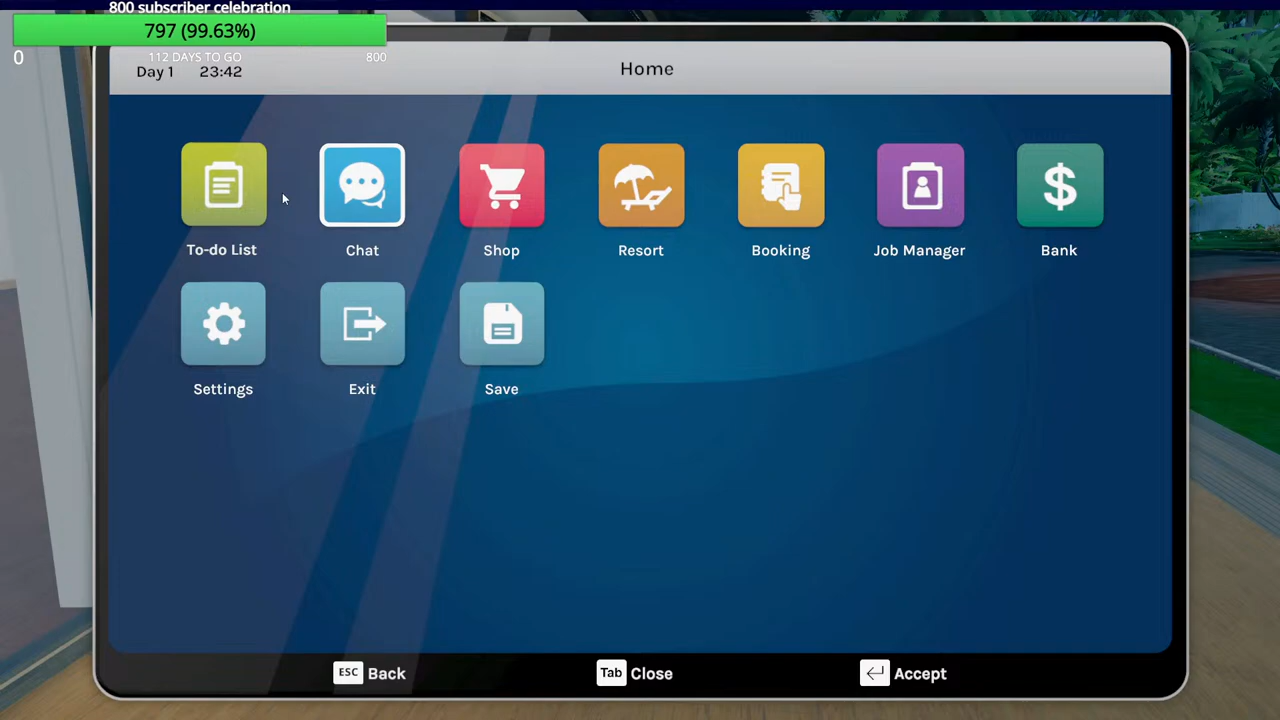 800 subscriber celebration
797 (99.63%)
0 112 DAYS TO GO 800
Day 1 23:42 Home
To-do List Chat Shop Resort Booking Job Manager Bank
Settings Exit Save
ESC Back Tab Close Accept